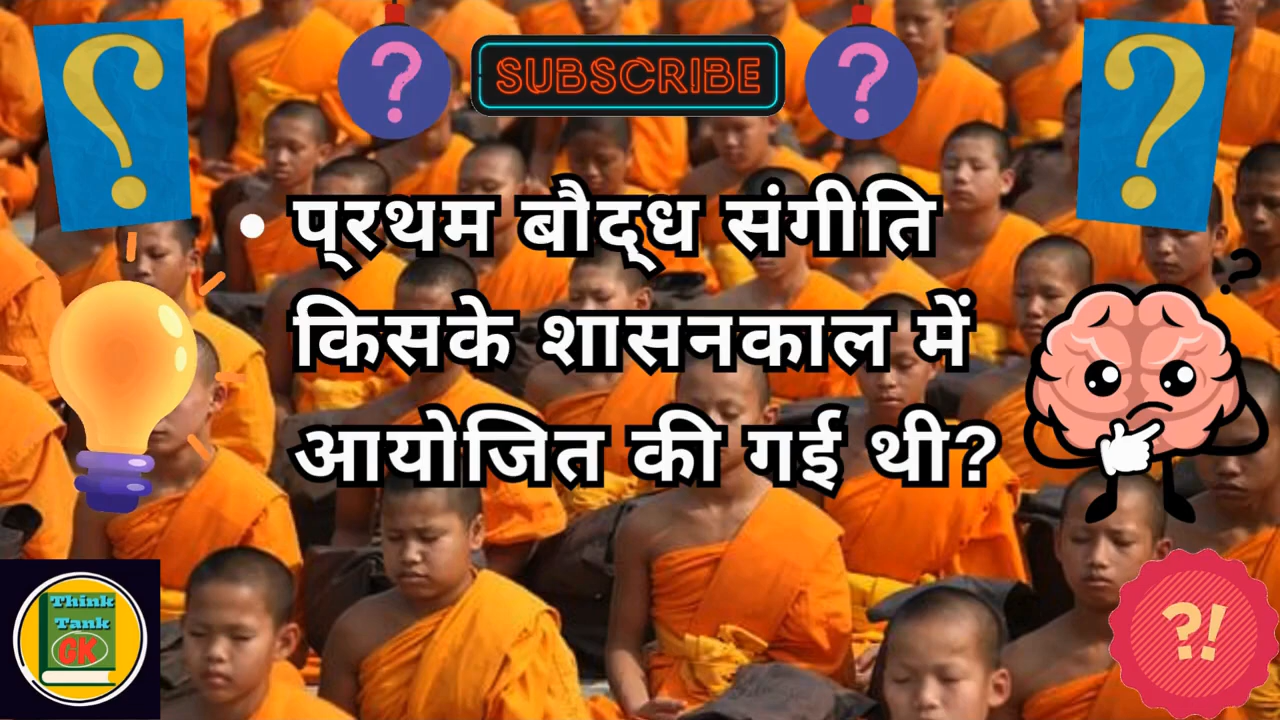 SUBSCRIBE
• प्रथम बौद्ध संगीति
किसके शासनकाल में
आयोजित की गई थी?
Think
Tank
GK
?!